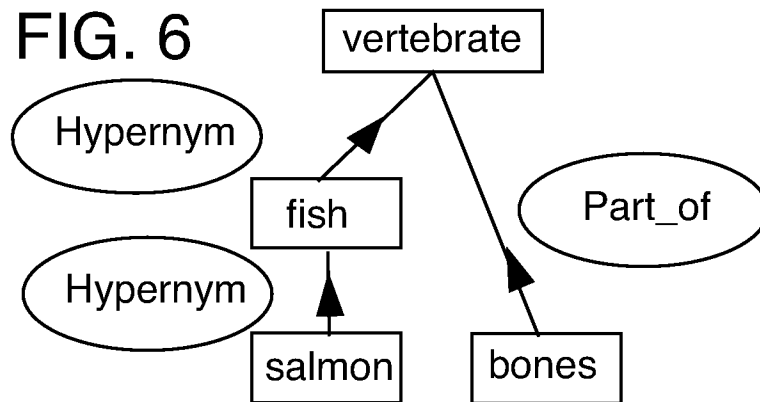 FIG. 6
vertebrate
Hypernym
fish
Part_of
Hypernym
salmon
bones